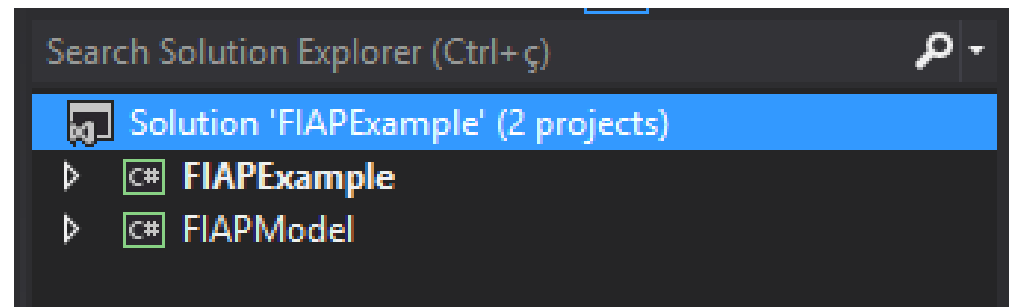 Search Solution Explorer (Ctrl+ç)
Solution 'FIAPExample' (2 projects)
C# FIAPExample
C# FIAPModel